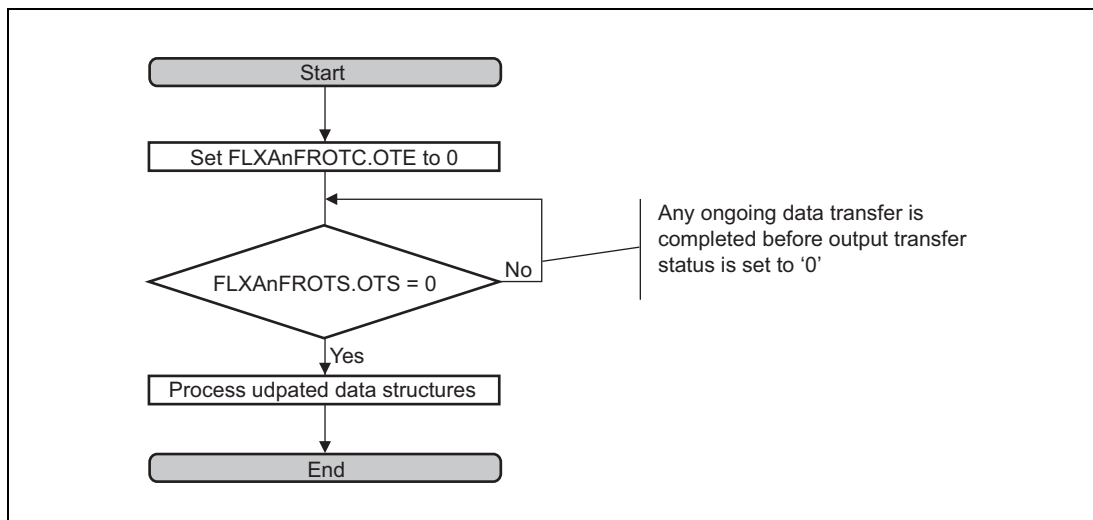 Start
Set FLXAnFROTC.OTE to 0
FLXAnFROTS.OTS = 0
No
Any ongoing data transfer is
completed before output transfer
status is set to ‘0’
Yes
Process udpated data structures
End